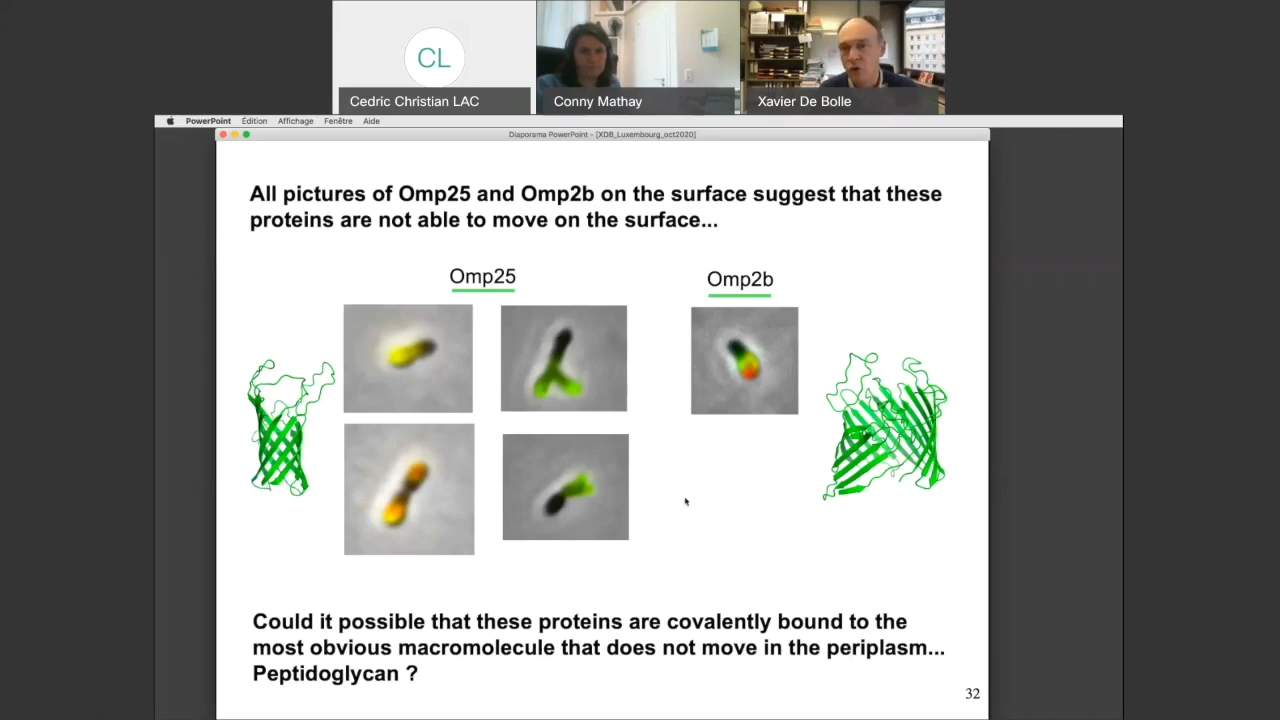 CL
Cedric Christian LAC
Conny Mathay
Xavier De Bolle
PowerPoint Édition Affichage Fenêtre Aide
Diaporama PowerPoint - [XDB_Luxembourg_oct2020]
All pictures of Omp25 and Omp2b on the surface suggest that these
proteins are not able to move on the surface...
Omp25
Omp2b
Could it possible that these proteins are covalently bound to the
most obvious macromolecule that does not move in the periplasm...
Peptidoglycan ?
32